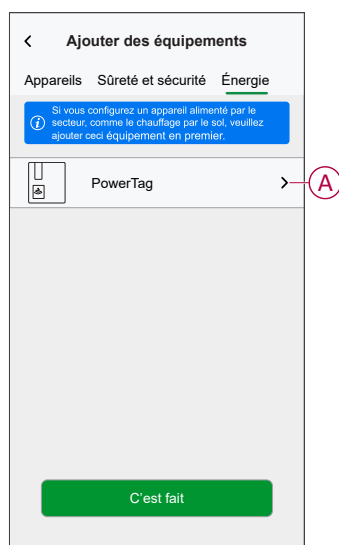 Ajouter des équipements
Appareils Sûreté et sécurité Énergie
Si vous configurez un appareil alimenté par le
secteur, comme le chauffage par le sol, veuillez
ajouter ceci équipement en premier.
PowerTag
A
C'est fait